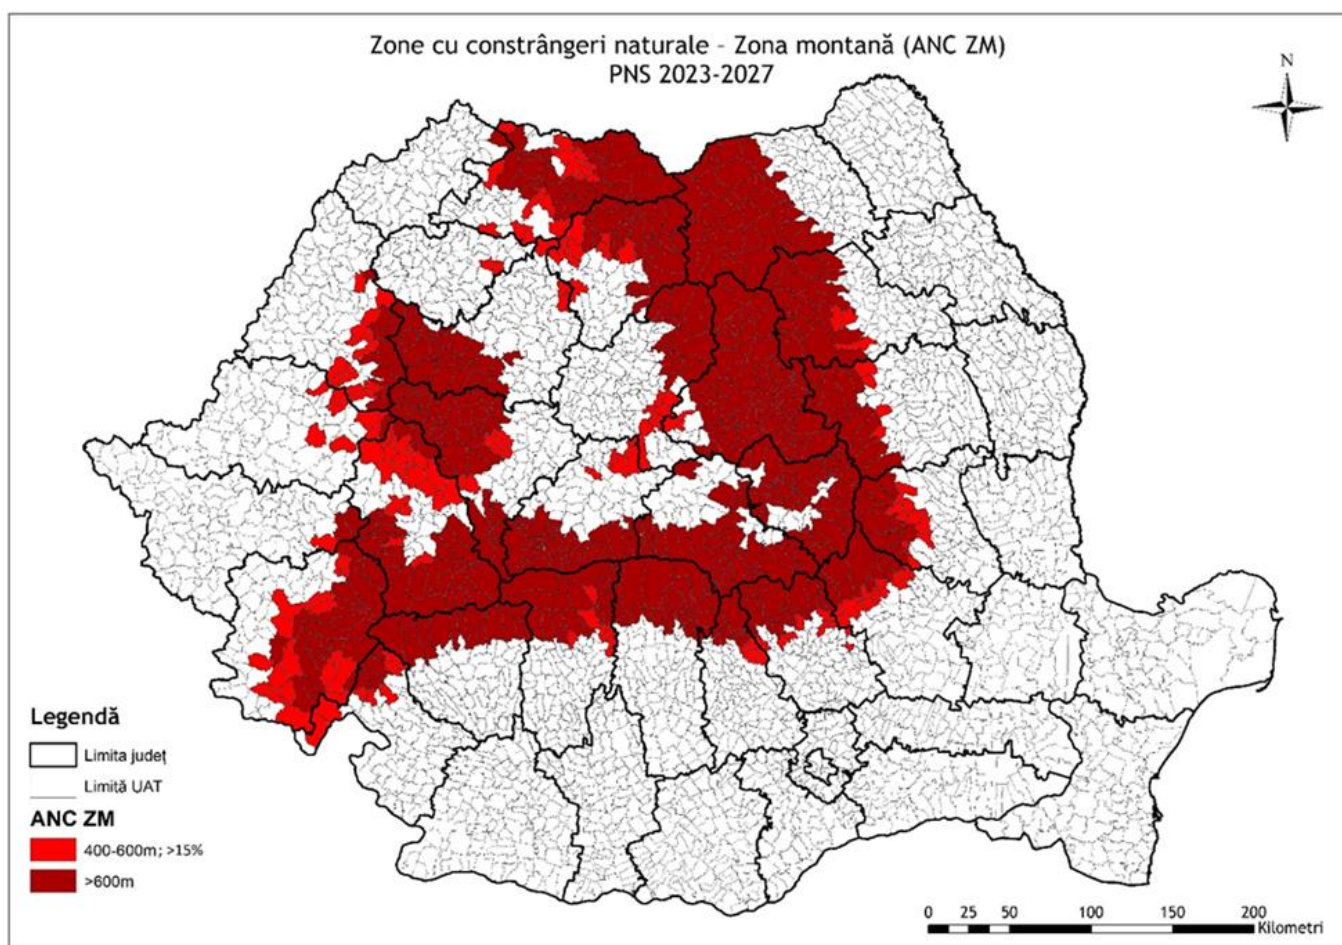 Zone cu constrângeri naturale – Zona montană (ANC ZM)
PNS 2023-2027
N
Legendă
Limita județ
Limită UAT
ANC ZM
400-600m; >15%
>600m
0 25 50 100 150 200
Kilometri